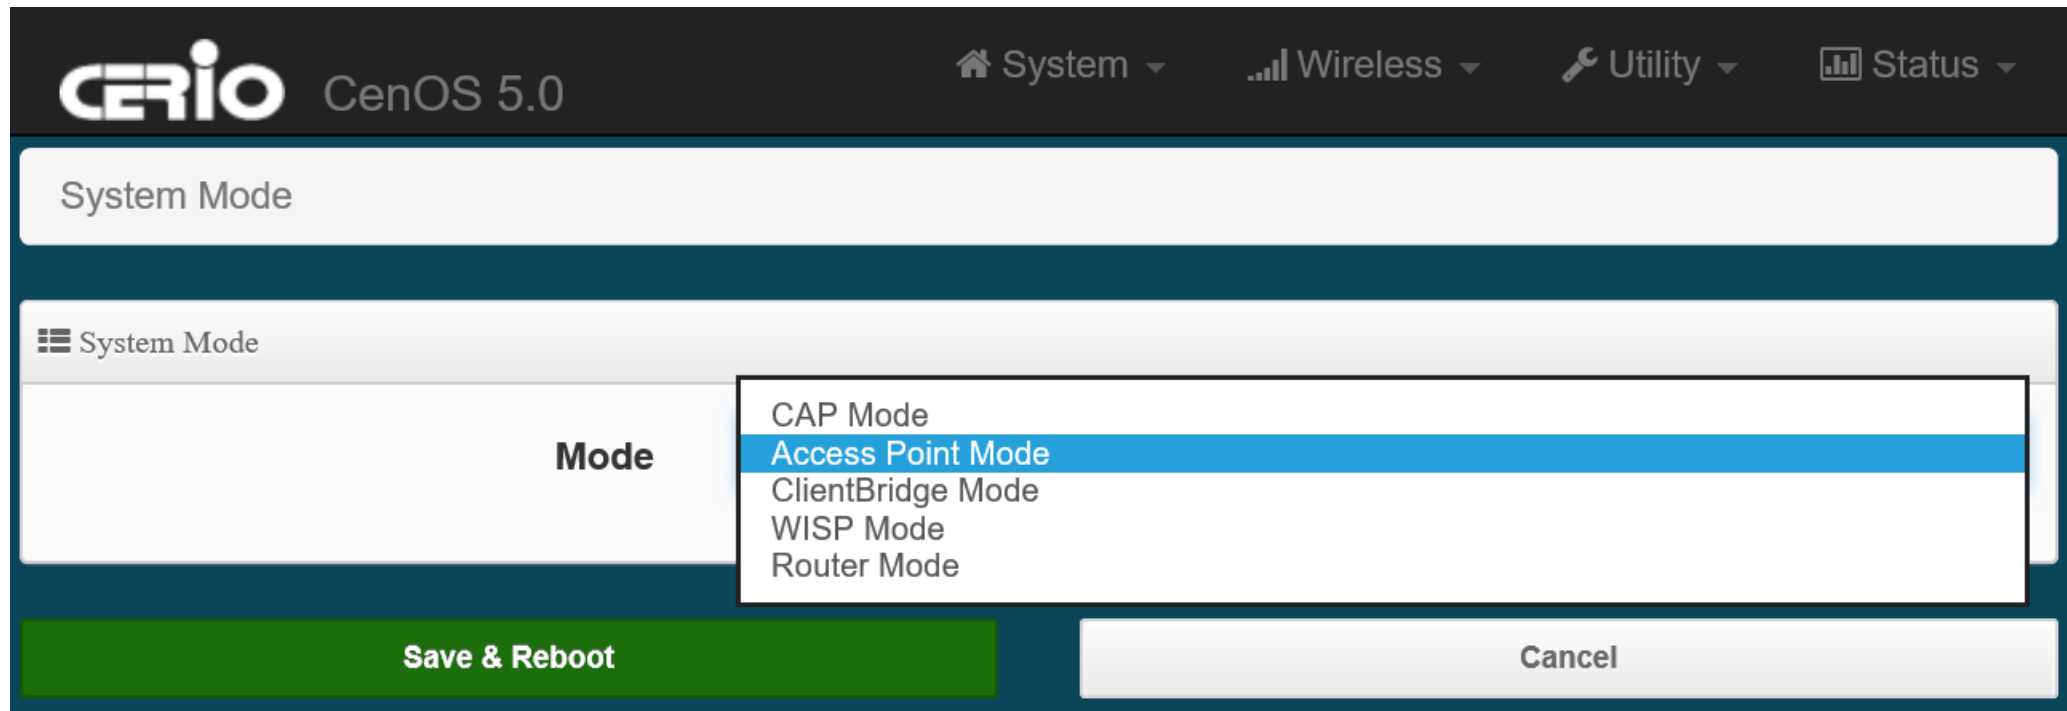 CERIO CenOS 5.0 System Wireless Utility Status
System Mode
System Mode
Mode
CAP Mode
Access Point Mode
ClientBridge Mode
WISP Mode
Router Mode
Save & Reboot Cancel